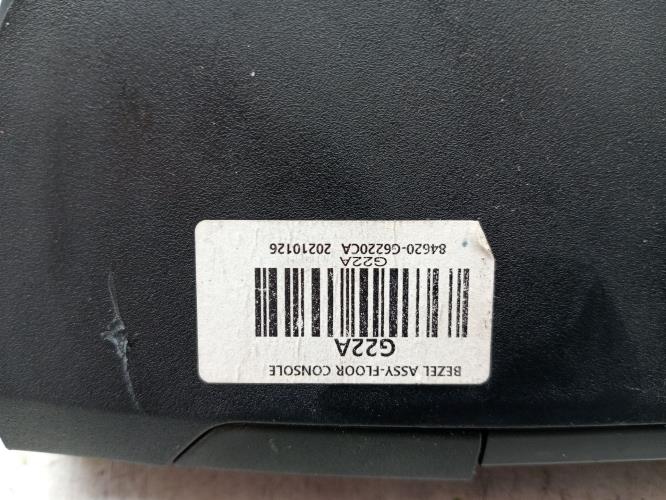 BEZEL ASSY-FLOOR CONSOLE
G22A
G22A
84620-G6220CA 20210126